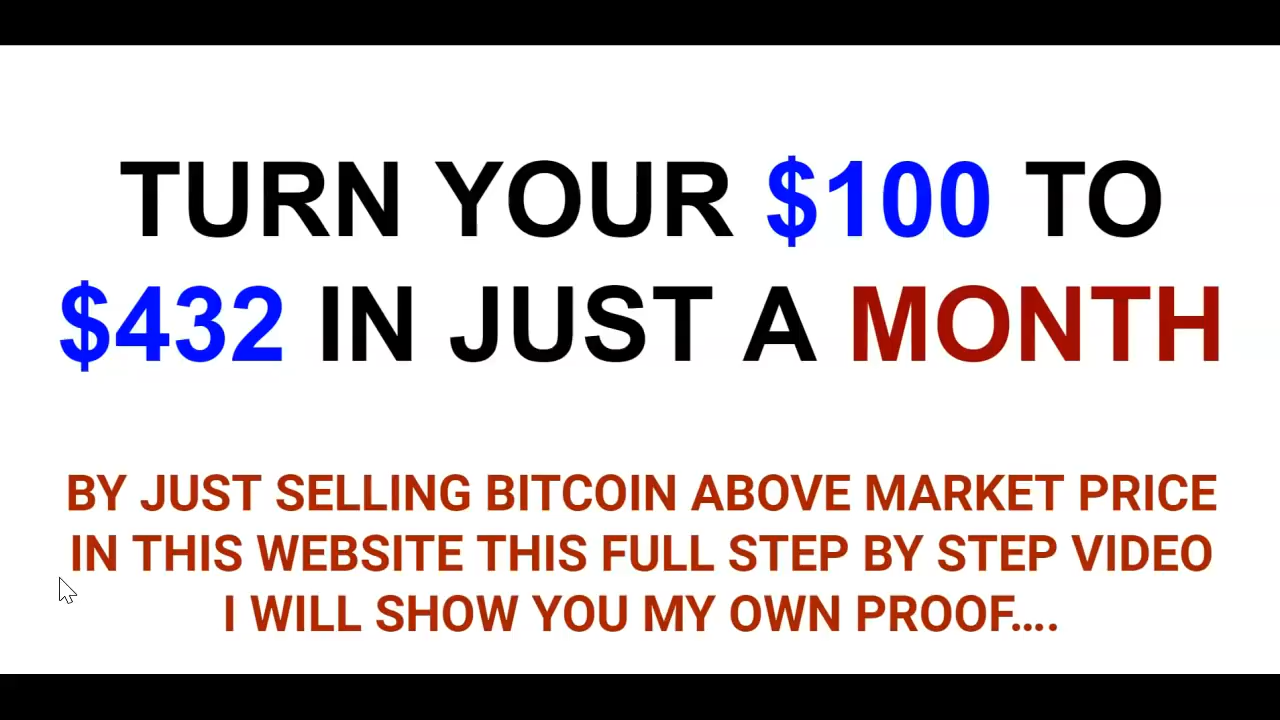 TURN YOUR $100 TO
$432 IN JUST A MONTH
BY JUST SELLING BITCOIN ABOVE MARKET PRICE
IN THIS WEBSITE THIS FULL STEP BY STEP VIDEO
I WILL SHOW YOU MY OWN PROOF....